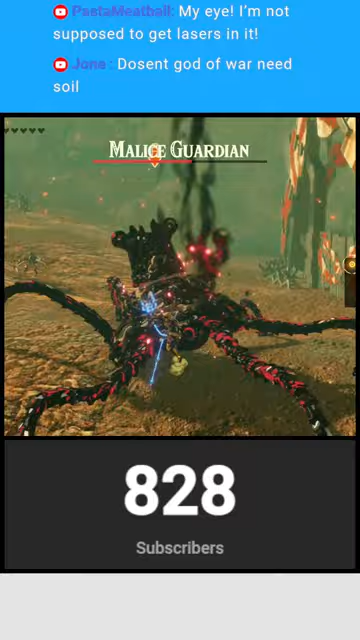 PastaMeatball: My eye! I'm not
supposed to get lasers in it!
Jone : Dosent god of war need
soil
MALICE GUARDIAN
828
Subscribers